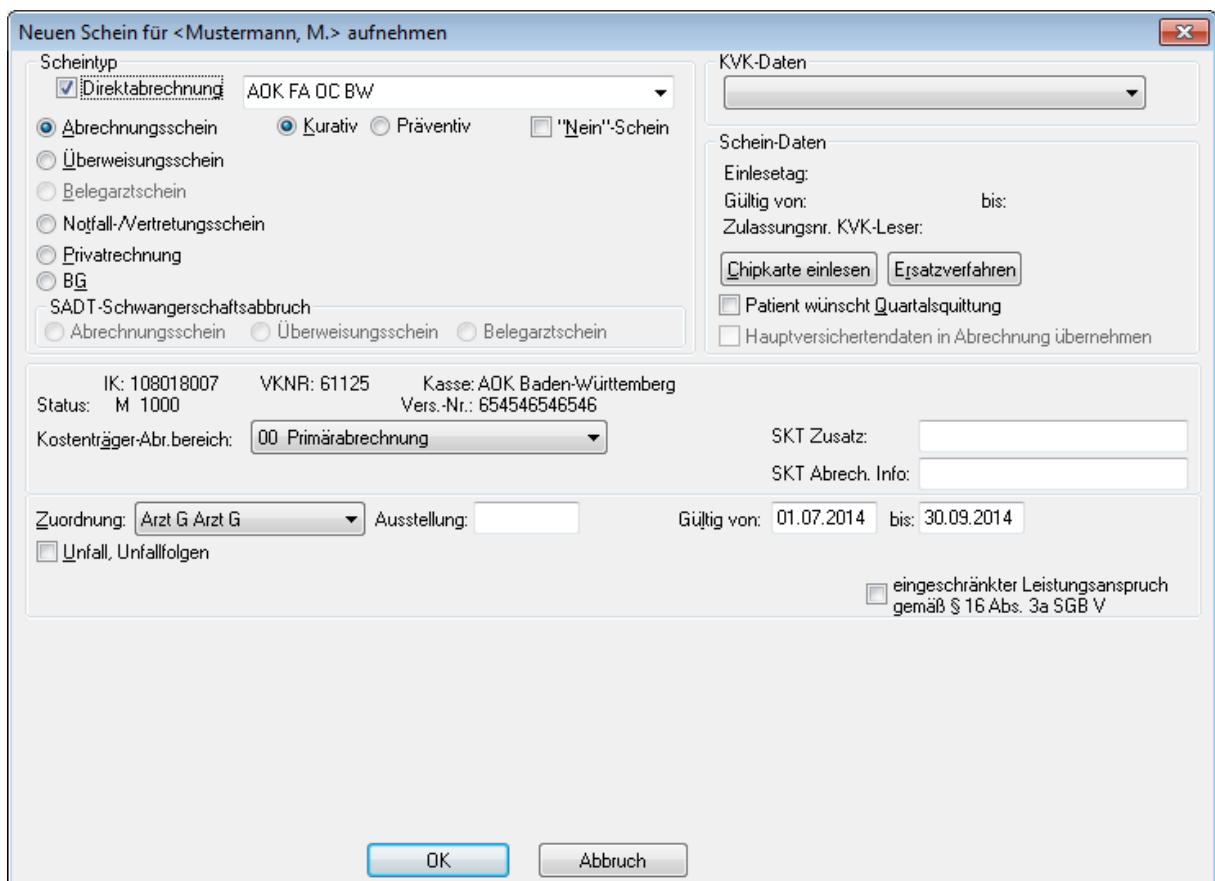 Neuen Schein für <Mustermann, M.> aufnehmen
Scheintyp
Direktabrechnung AOK FA OC BW
Abrechnungsschein Kurativ Präventiv "Nein"-Schein
Überweisungsschein
Belegarztschein
Notfall-/Vertretungsschein
Privatrechnung
BG
SADT-Schwangerschaftsabbruch
Abrechnungsschein Überweisungsschein Belegarztschein
KVK-Daten
Schein-Daten
Einlesetag:
Gültig von: bis:
Zulassungsnr. KVK-Leser:
Chipkarte einlesen Ersatzverfahren
Patient wünscht Quartalsquittung
Hauptversichertendaten in Abrechnung übernehmen
IK: 108018007 VKNR: 61125 Kasse: AOK Baden-Württemberg
Status: M 1000 Vers.-Nr.: 654546546546
Kostenträger-Abr.bereich: 00 Primärabrechnung SKT Zusatz:
SKT Abrech. Info:
Zuordnung: Arzt G Arzt G Ausstellung: Gültig von: 01.07.2014 bis: 30.09.2014
Unfall, Unfallfolgen
eingeschränkter Leistungsanspruch
gemäß § 16 Abs. 3a SGB V
OK Abbruch